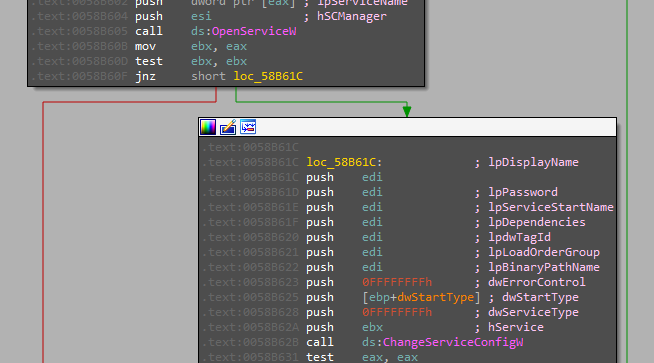 .text:0058B602 push dword ptr [eax] ; lpServiceName
.text:0058B604 push esi ; hSCManager
.text:0058B605 call ds:OpenServiceW
.text:0058B60B mov ebx, eax
.text:0058B60D test ebx, ebx
.text:0058B60F jnz short loc_58B61C
.text:0058B61C
.text:0058B61C loc_58B61C: ; lpDisplayName
.text:0058B61C push edi
.text:0058B61D push edi ; lpPassword
.text:0058B61E push edi ; lpServiceStartName
.text:0058B61F push edi ; lpDependencies
.text:0058B620 push edi ; lpdwTagId
.text:0058B621 push edi ; lpLoadOrderGroup
.text:0058B622 push edi ; lpBinaryPathName
.text:0058B623 push 0FFFFFFFFh ; dwErrorControl
.text:0058B625 push [ebp+dwStartType] ; dwStartType
.text:0058B628 push 0FFFFFFFFh ; dwServiceType
.text:0058B62A push ebx ; hService
.text:0058B62B call ds:ChangeServiceConfigW
.text:0058B631 test eax, eax